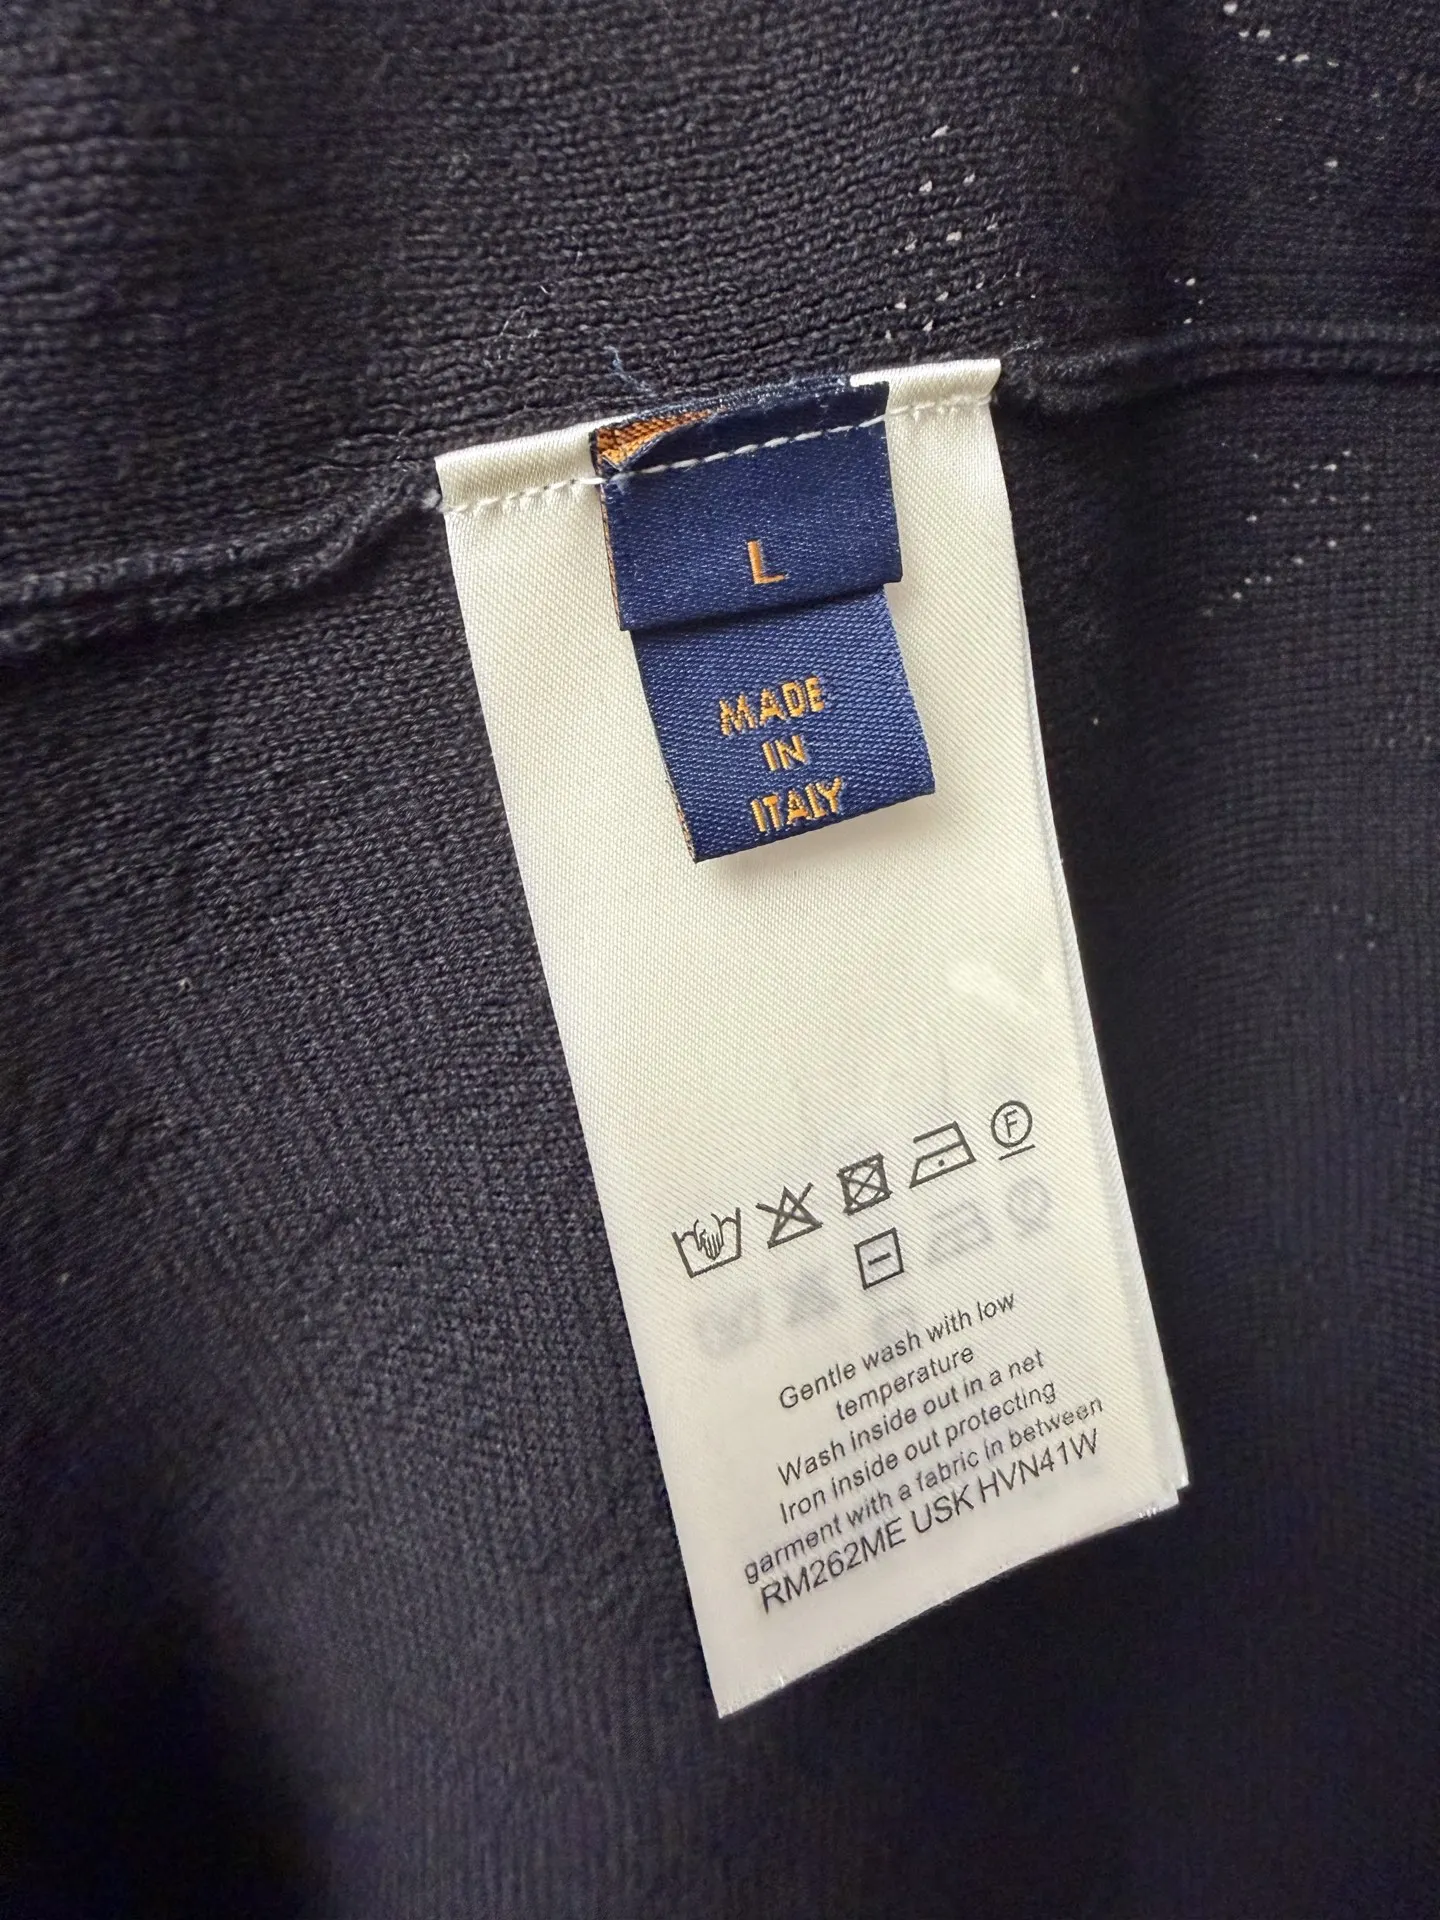 L
MADE
IN
ITALY
F
Gentle wash with low
temperature
Wash inside out in a net
Iron inside out protecting
garment with a fabric in between
RM262ME USK HVN41W